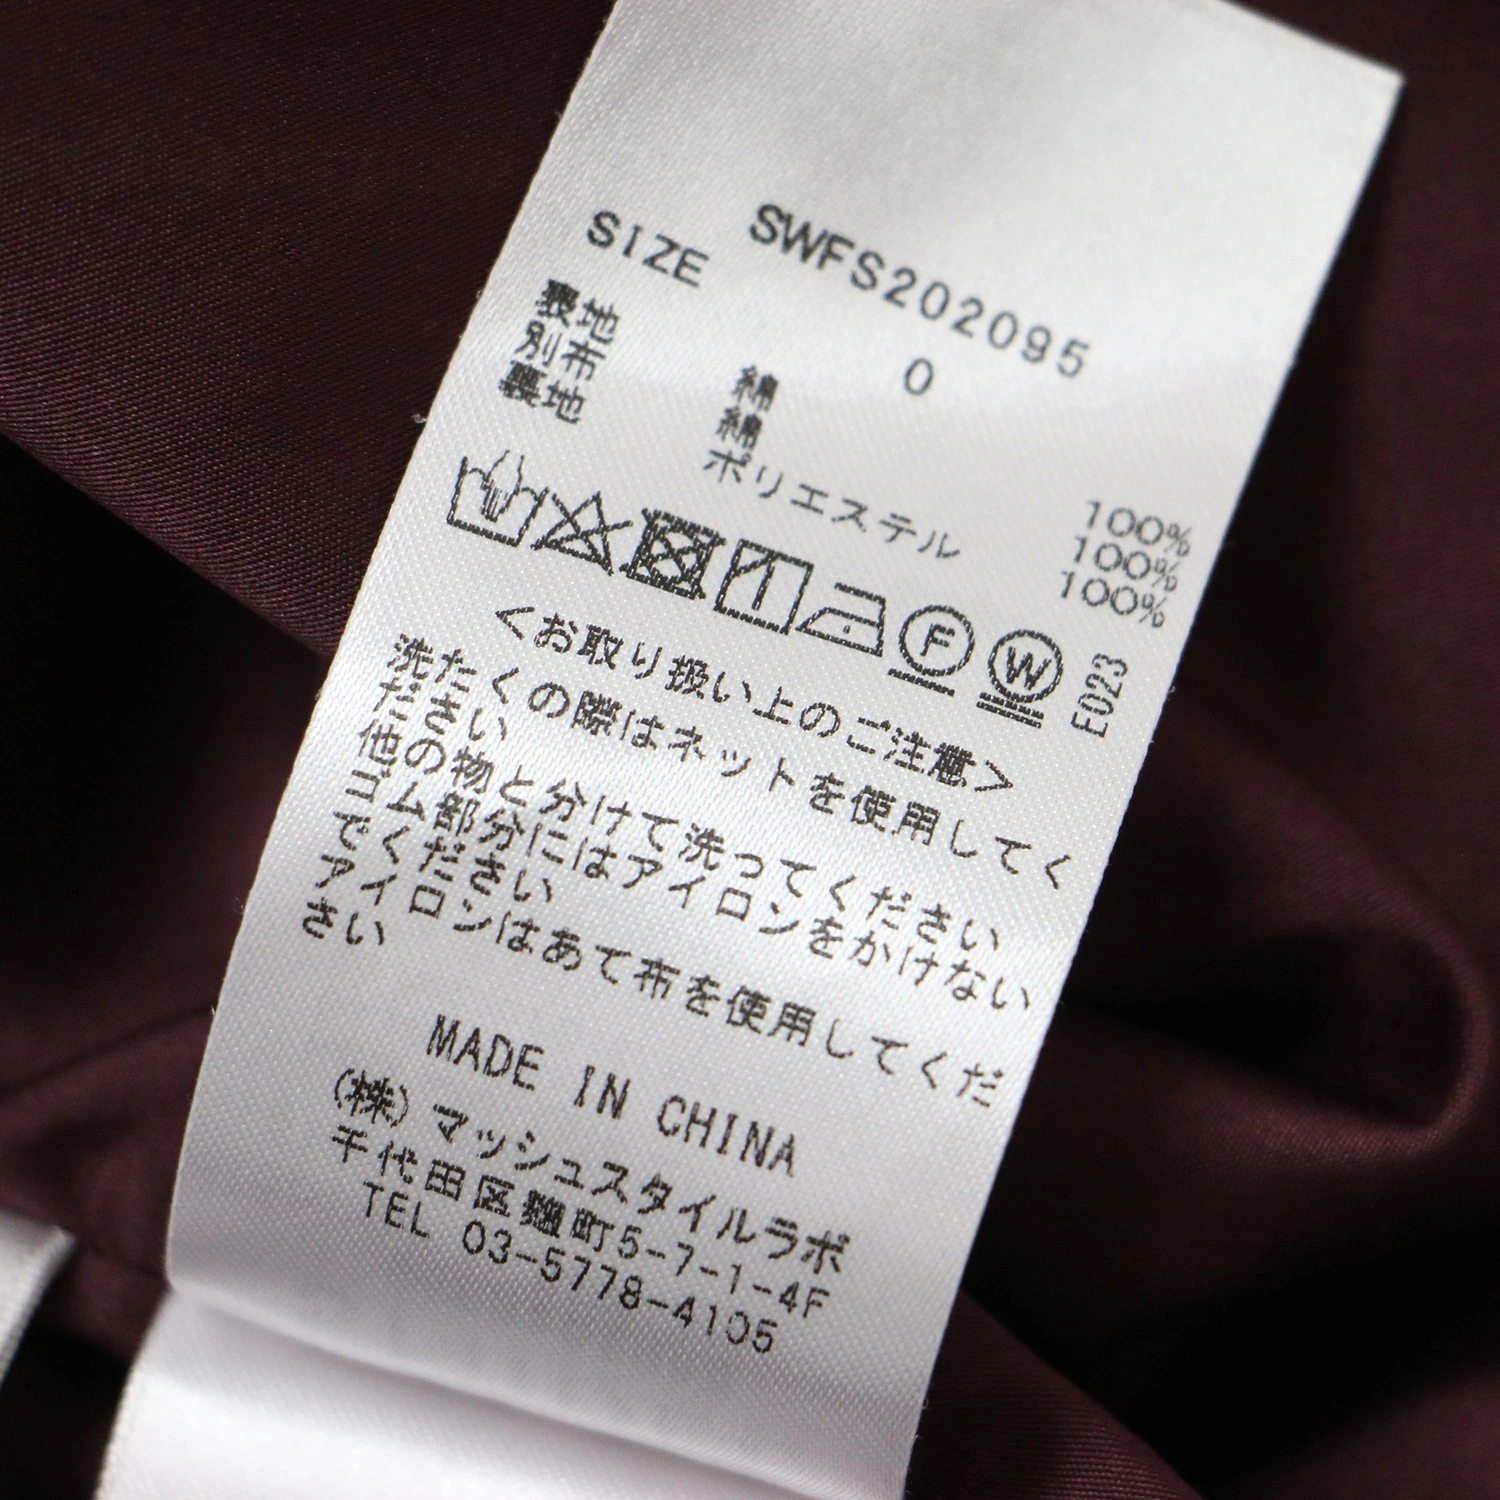 SWFS202095
SIZE 0
表地 綿 100%
別布 綿 100%
裏地 ポリエステル 100%
F W E023
<お取り扱い上のご注意>
洗たくの際はネットを使用してく
ださい
他の物と分けて洗ってください
ゴム部分にはアイロンをかけない
でください
アイロンはあて布を使用してくだ
さい
MADE IN CHINA
(株)マッシュスタイルラボ
千代田区麹町5-7-1-4F
TEL 03-5778-4105